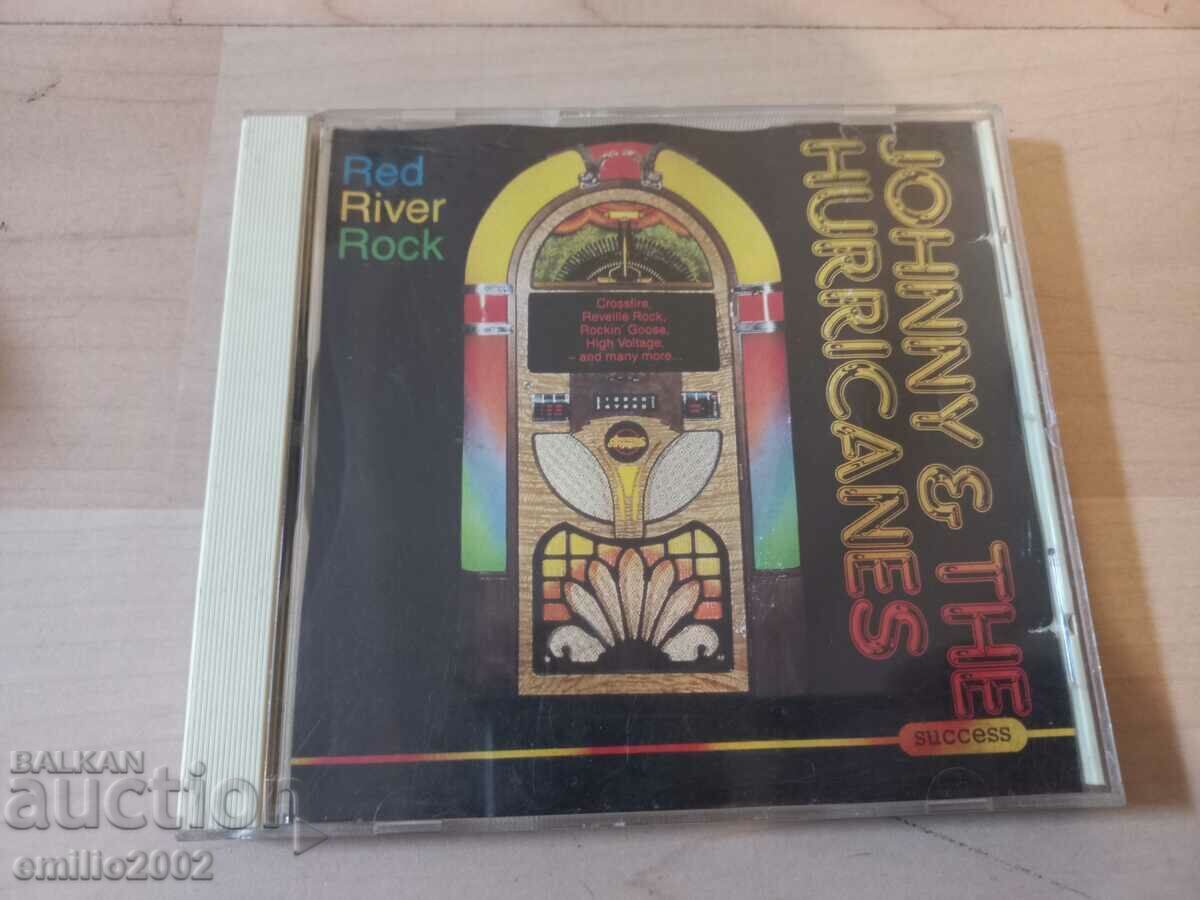 Red
River
Rock
Crossfire,
Reveille Rock,
Rockin' Goose,
High Voltage,
- and many more...
JOHNNY & THE
HURRICANES
success
BALKAN
auction
emilio2002